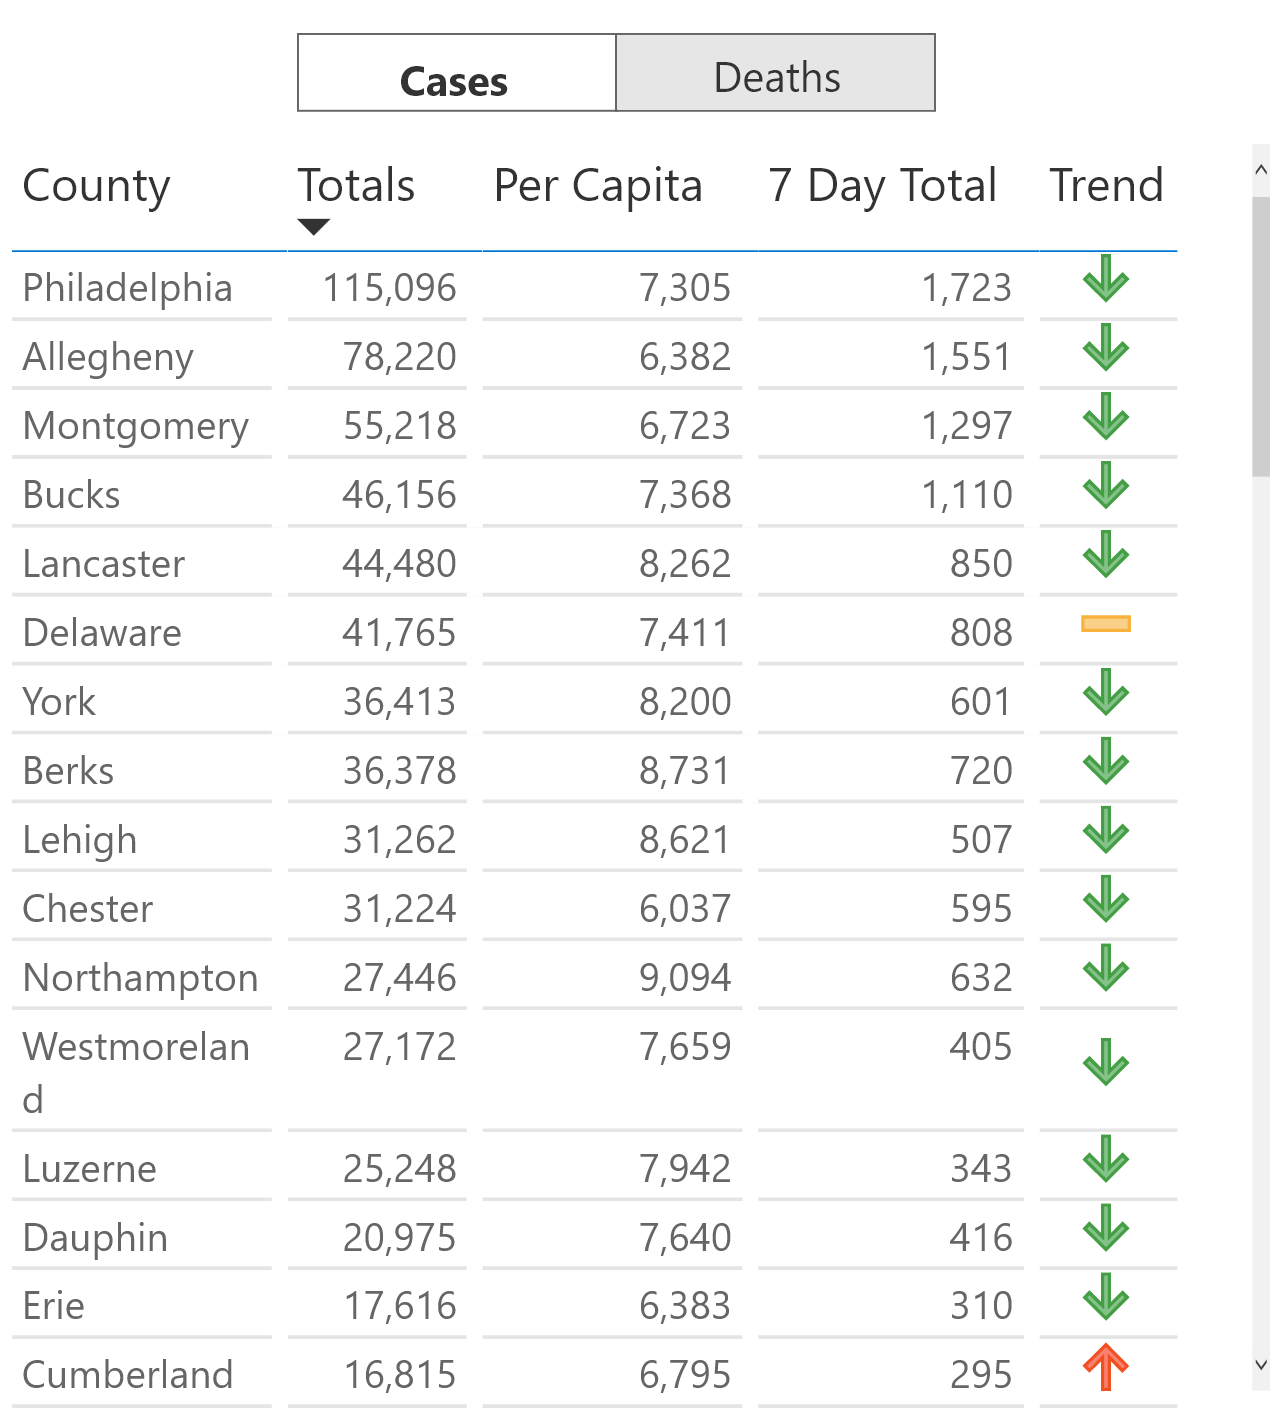 Cases Deaths
County Totals Per Capita 7 Day Total Trend
Philadelphia 115,096 7,305 1,723
Allegheny 78,220 6,382 1,551
Montgomery 55,218 6,723 1,297
Bucks 46,156 7,368 1,110
Lancaster 44,480 8,262 850
Delaware 41,765 7,411 808
York 36,413 8,200 601
Berks 36,378 8,731 720
Lehigh 31,262 8,621 507
Chester 31,224 6,037 595
Northampton 27,446 9,094 632
Westmorelan 27,172 7,659 405
d
Luzerne 25,248 7,942 343
Dauphin 20,975 7,640 416
Erie 17,616 6,383 310
Cumberland 16,815 6,795 295